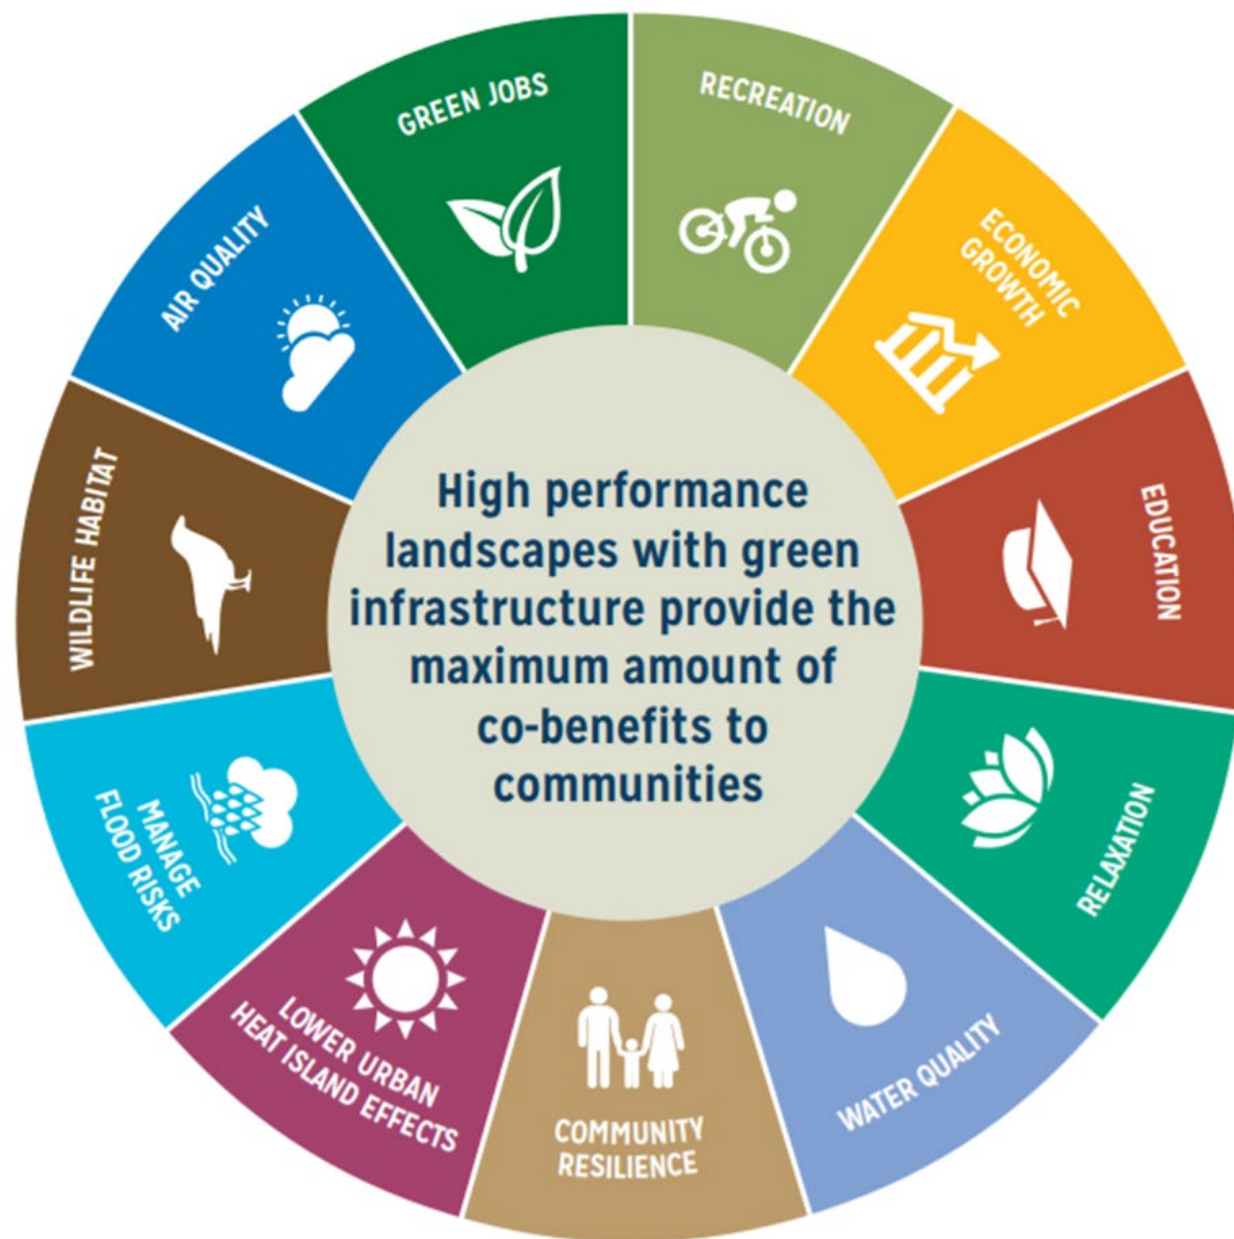 GREEN JOBS
RECREATION
ECONOMIC
GROWTH
EDUCATION
RELAXATION
WATER QUALITY
COMMUNITY
RESILIENCE
LOWER URBAN
HEAT ISLAND EFFECTS
MANAGE
FLOOD RISKS
WILDLIFE HABITAT
AIR QUALITY
High performance
landscapes with green
infrastructure provide the
maximum amount of
co-benefits to
communities